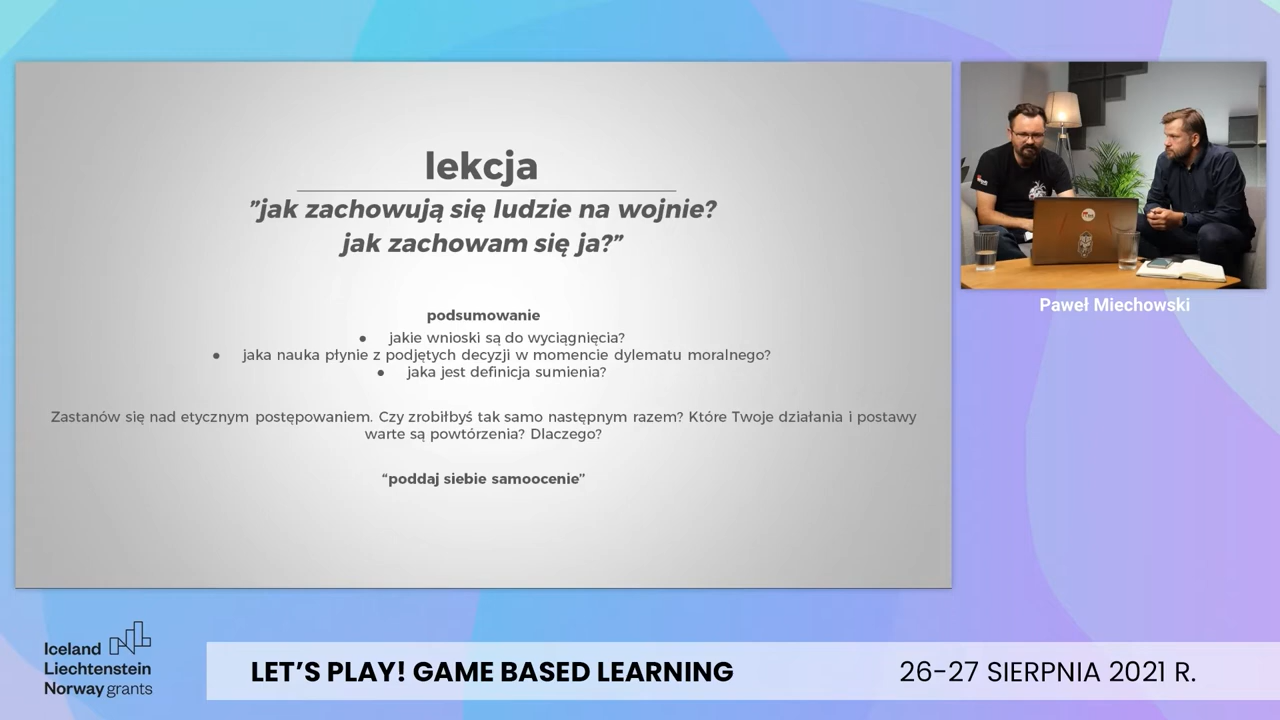 lekcja
”jak zachowują się ludzie na wojnie?
jak zachowam się ja?”
podsumowanie
● jakie wnioski są do wyciągnięcia?
● jaka nauka płynie z podjętych decyzji w momencie dylematu moralnego?
● jaka jest definicja sumienia?
Zastanów się nad etycznym postępowaniem. Czy zrobiłbyś tak samo następnym razem? Które Twoje działania i postawy
warte są powtórzenia? Dlaczego?
“poddaj siebie samoocenie”
Paweł Miechowski
Iceland
Liechtenstein
Norway grants
LET’S PLAY! GAME BASED LEARNING
26-27 SIERPNIA 2021 R.